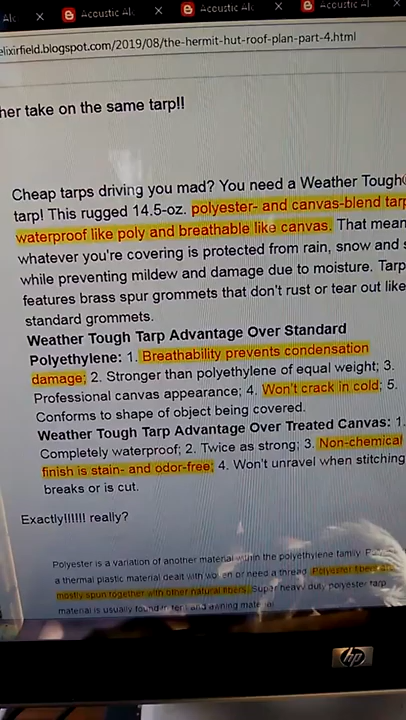 Acoustic Al
Acoustic Al
Acoustic Al
elixirfield.blogspot.com/2019/08/the-hermit-hut-roof-plan-part-4.html
her take on the same tarp!!
Cheap tarps driving you mad? You need a Weather Tough
tarp! This rugged 14.5-oz. polyester- and canvas-blend tarp
waterproof like poly and breathable like canvas. That mean
whatever you're covering is protected from rain, snow and s
while preventing mildew and damage due to moisture. Tarp
features brass spur grommets that don't rust or tear out like
standard grommets.
Weather Tough Tarp Advantage Over Standard
Polyethylene: 1. Breathability prevents condensation
damage; 2. Stronger than polyethylene of equal weight; 3.
Professional canvas appearance; 4. Won't crack in cold; 5.
Conforms to shape of object being covered.
Weather Tough Tarp Advantage Over Treated Canvas: 1.
Completely waterproof; 2. Twice as strong; 3. Non-chemical
finish is stain- and odor-free; 4. Won't unravel when stitching
breaks or is cut.
Exactly!!!!!! really?
Polyester is a variation of another material within the polyethylene family.
a thermal plastic material dealt with or need a thread. Polyester
mostly spun together with other natural fibers. Super heavy duty polyester tarp
material is usually and awning material
hp